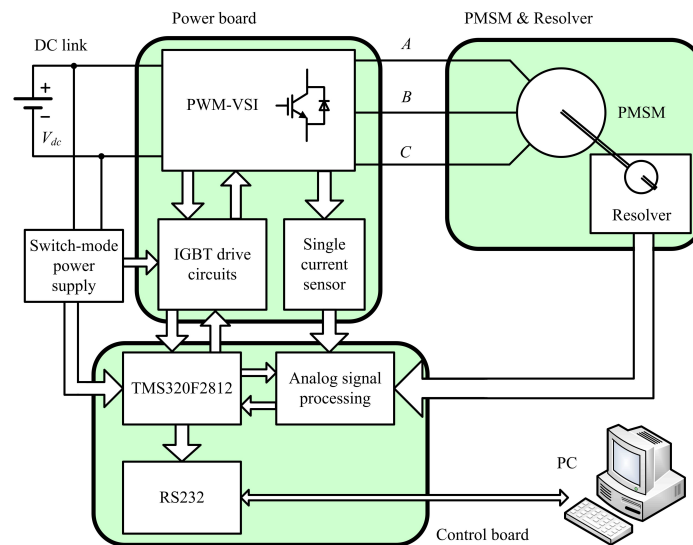 Power board
PMSM & Resolver
DC link
A
+
PWM-VSI
B
PMSM
−
V_dc
C
Resolver
Switch-mode
power
supply
IGBT drive
circuits
Single
current
sensor
TMS320F2812
Analog signal
processing
PC
RS232
Control board